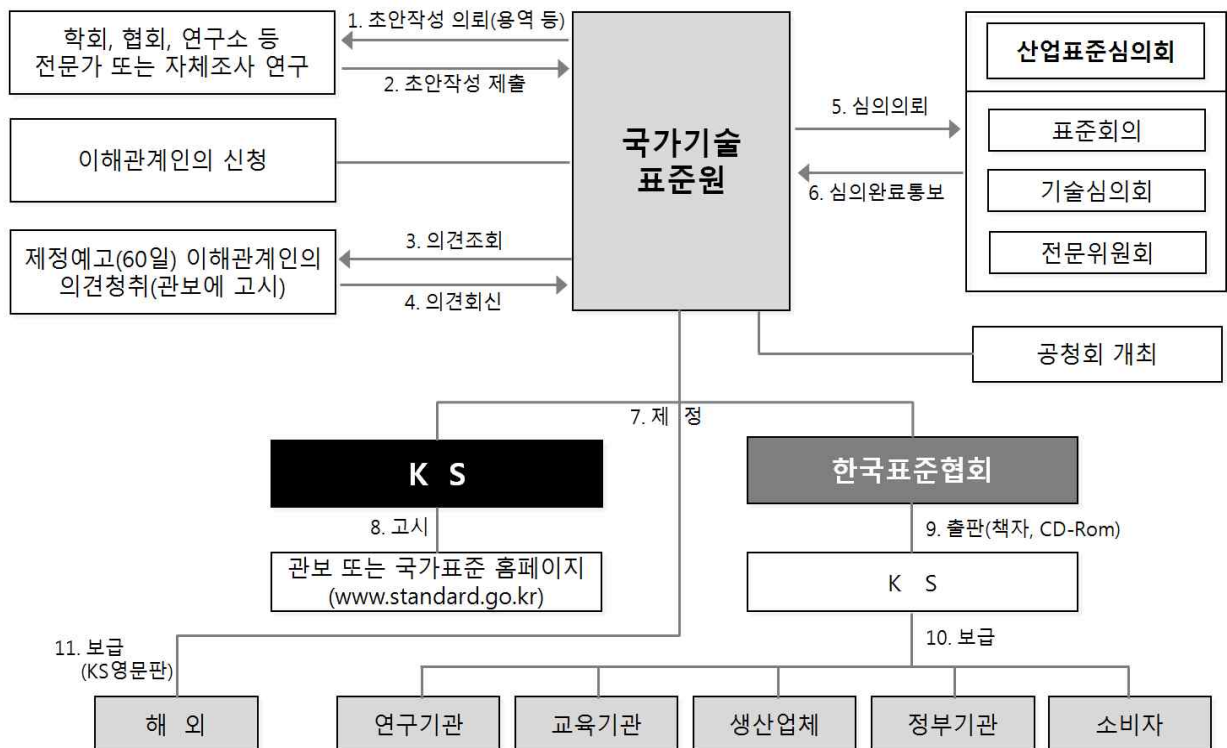 1. 초안작성 의뢰(용역 등)
학회, 협회, 연구소 등
전문가 또는 자체조사 연구
2. 초안작성 제출
이해관계인의 신청
3. 의견조회
제정예고(60일) 이해관계인의
의견청취(관보에 고시)
4. 의견회신
국가기술
표준원
산업표준심의회
5. 심의의뢰
표준회의
6. 심의완료통보
기술심의회
전문위원회
공청회 개최
7. 제 정
K S
한국표준협회
8. 고시
9. 출판(책자, CD-Rom)
관보 또는 국가표준 홈페이지
(www.standard.go.kr)
K S
11. 보급
(KS영문판)
10. 보급
해 외
연구기관
교육기관
생산업체
정부기관
소비자